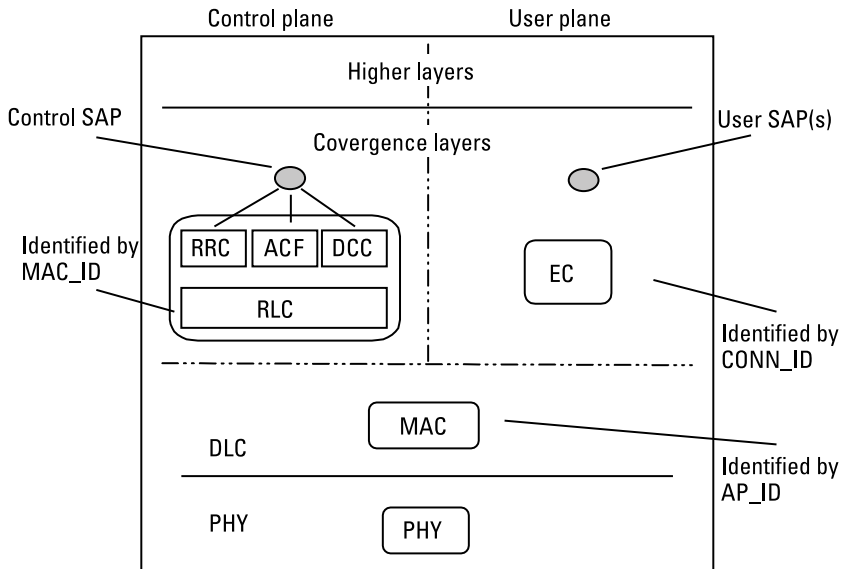 Control plane
User plane
Higher layers
Control SAP
User SAP(s)
Covergence layers
Identified by
MAC_ID
RRC
ACF
DCC
RLC
EC
Identified by
CONN_ID
MAC
DLC
Identified by
AP_ID
PHY
PHY